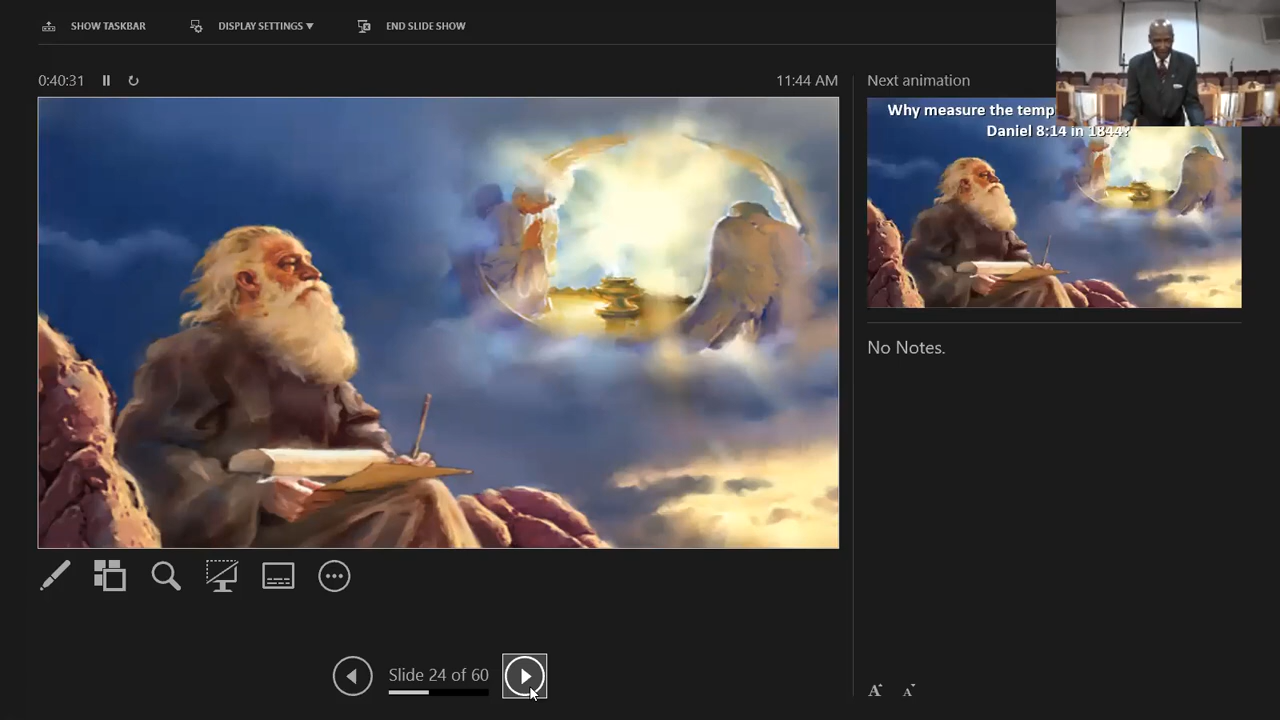 SHOW TASKBAR
DISPLAY SETTINGS ▼
END SLIDE SHOW
0:40:31
11:44 AM
Next animation
Why measure the temp
Daniel 8:14 in 1844?
No Notes.
Slide 24 of 60
A
A